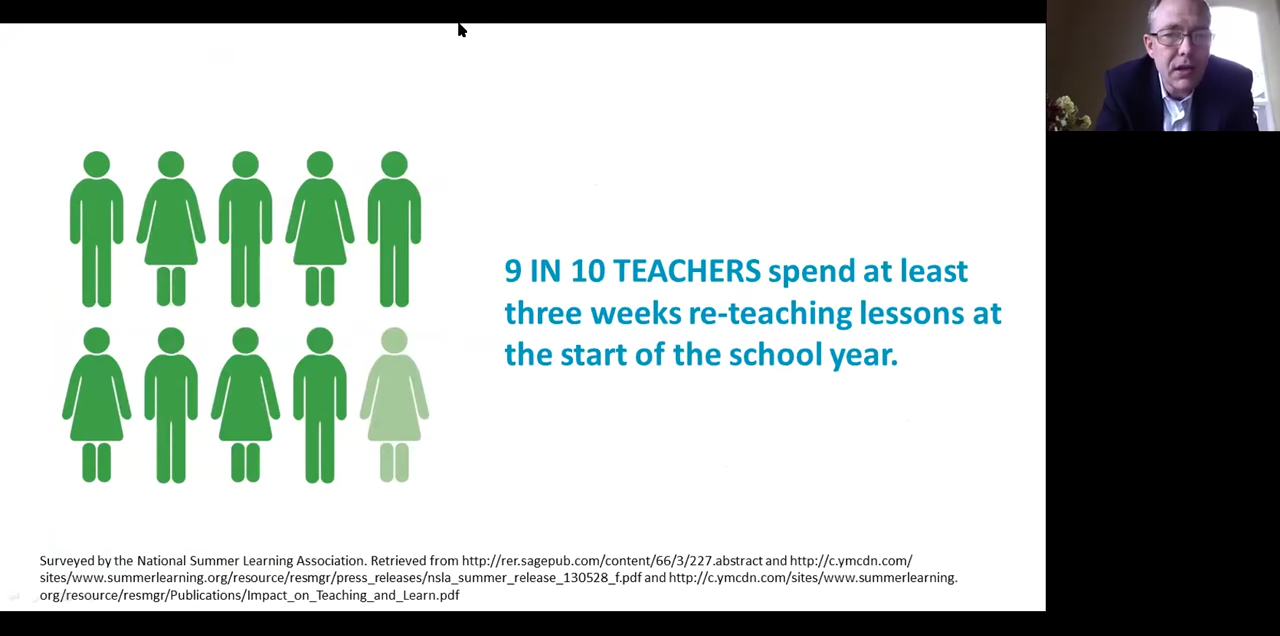 9 IN 10 TEACHERS spend at least
three weeks re-teaching lessons at
the start of the school year.
Surveyed by the National Summer Learning Association. Retrieved from http://rer.sagepub.com/content/66/3/227.abstract and http://c.ymcdn.com/
sites/www.summerlearning.org/resource/resmgr/press_releases/nsla_summer_release_130528_f.pdf and http://c.ymcdn.com/sites/www.summerlearning.
org/resource/resmgr/Publications/Impact_on_Teaching_and_Learn.pdf